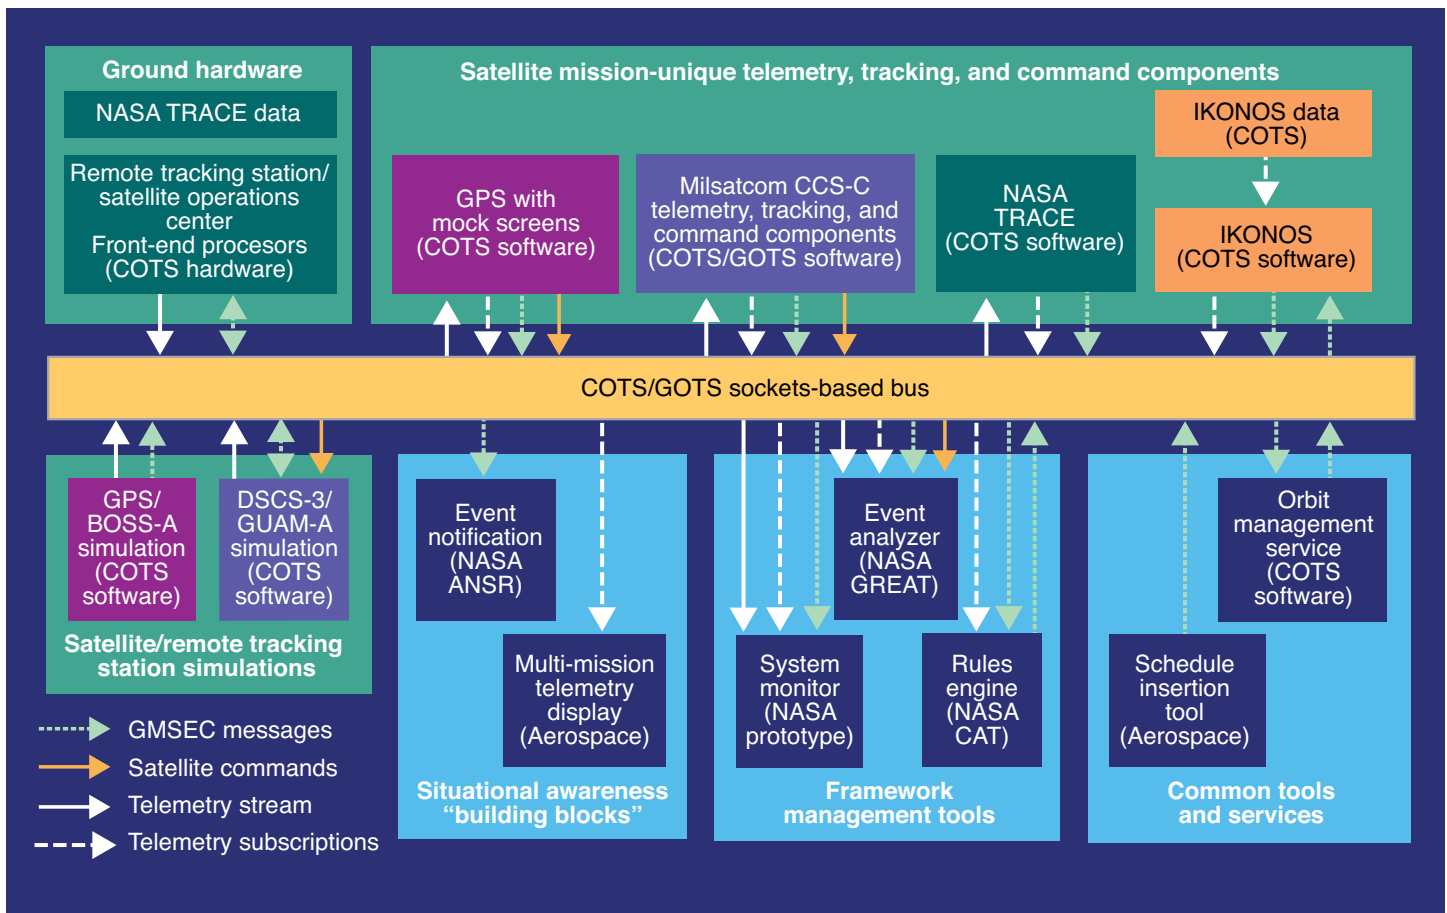 Ground hardware
NASA TRACE data
Remote tracking station/
satellite operations
center
Front-end procesors
(COTS hardware)
Satellite mission-unique telemetry, tracking, and command components
GPS with
mock screens
(COTS software)
Milsatcom CCS-C
telemetry, tracking, and
command components
(COTS/GOTS software)
NASA
TRACE
(COTS software)
IKONOS data
(COTS)
IKONOS
(COTS software)
COTS/GOTS sockets-based bus
GPS/
BOSS-A
simulation
(COTS
software)
DSCS-3/
GUAM-A
simulation
(COTS
software)
Satellite/remote tracking
station simulations
Event
notification
(NASA
ANSR)
Multi-mission
telemetry
display
(Aerospace)
Situational awareness
“building blocks”
Event
analyzer
(NASA
GREAT)
System
monitor
(NASA
prototype)
Rules
engine
(NASA
CAT)
Framework
management tools
Orbit
management
service
(COTS
software)
Schedule
insertion
tool
(Aerospace)
Common tools
and services
GMSEC messages
Satellite commands
Telemetry stream
Telemetry subscriptions